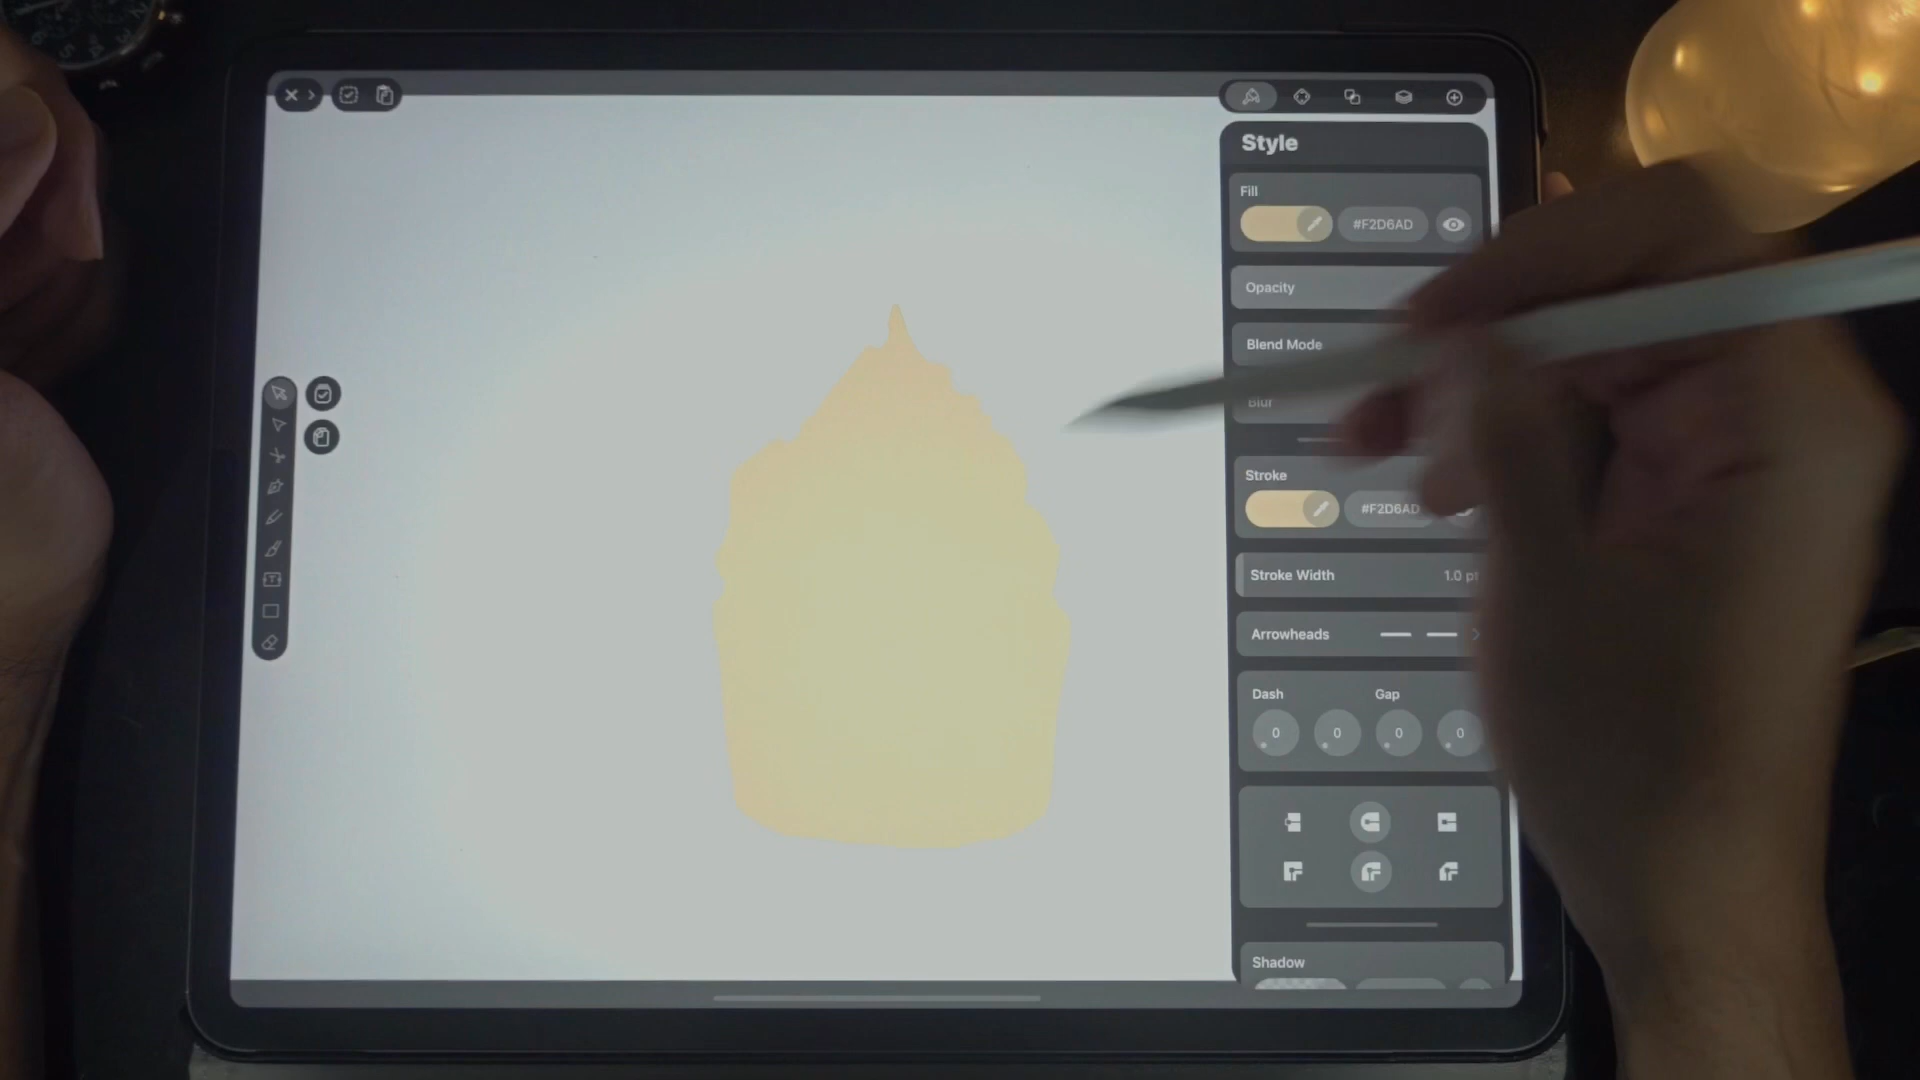 Style
Fill
#F2D6AD
Opacity
Blend Mode
Blur
Stroke
#F2D6AD
Stroke Width 1.0 pt
Arrowheads
Dash Gap
0 0 0 0
Shadow